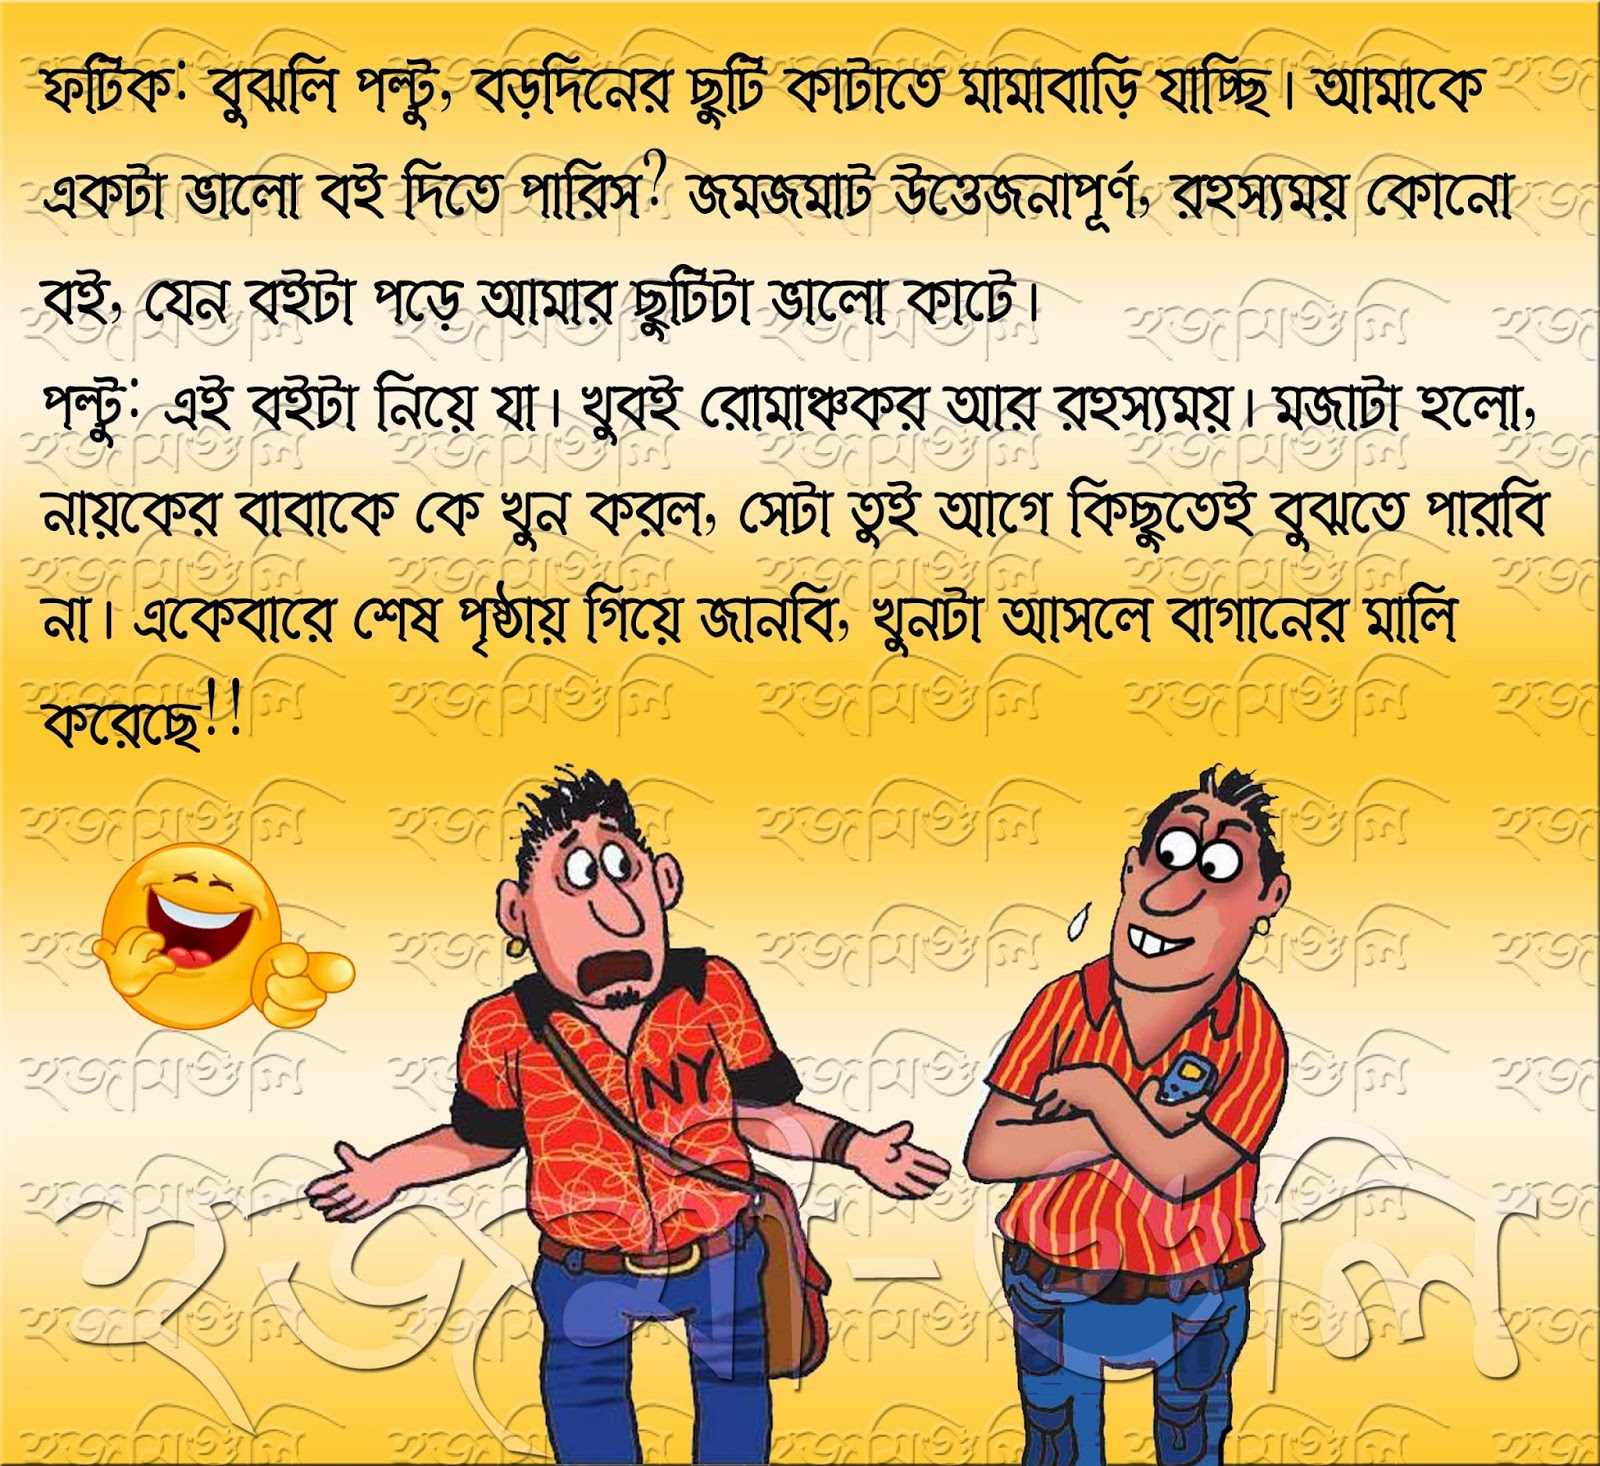 ফটিক: বুঝলি পল্টু, বড়দিনের ছুটি কাটাতে মামাবাড়ি যাচ্ছি। আমাকে
একটা ভালো বই দিতে পারিস? জমজমাট উত্তেজনাপূর্ণ, রহস্যময় কোনো
বই, যেন বইটা পড়ে আমার ছুটিটা ভালো কাটে।
পল্টু: এই বইটা নিয়ে যা। খুবই রোমাঞ্চকর আর রহস্যময়। মজাটা হলো,
নায়কের বাবাকে কে খুন করল, সেটা তুই আগে কিছুতেই বুঝতে পারবি
না। একেবারে শেষ পৃষ্ঠায় গিয়ে জানবি, খুনটা আসলে বাগানের মালি
করেছে!!
NY
হজমী-গুলি